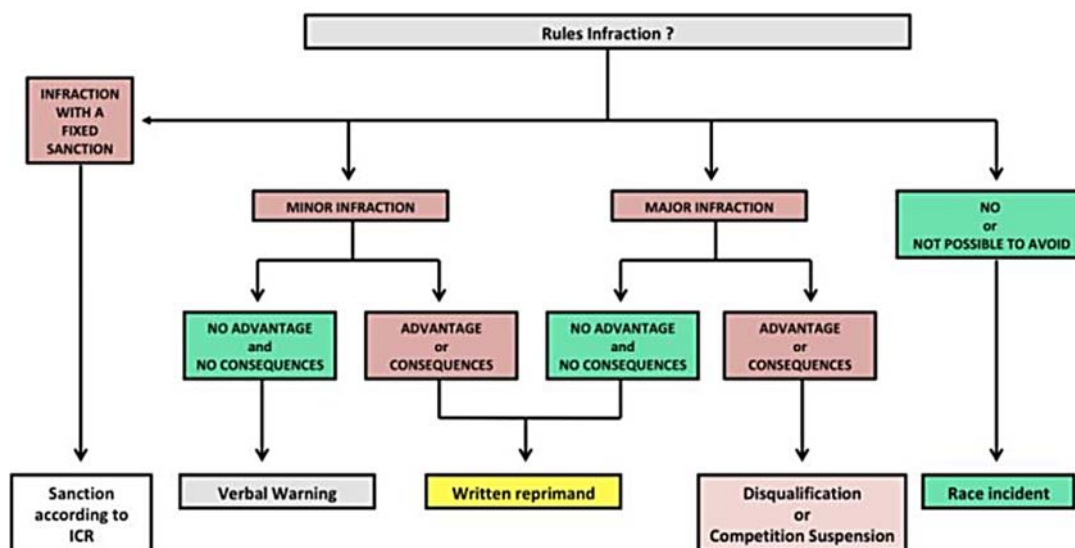 Rules Infraction ?
INFRACTION
WITH A
FIXED
SANCTION
MINOR INFRACTION
MAJOR INFRACTION
NO
or
NOT POSSIBLE TO AVOID
NO ADVANTAGE
and
NO CONSEQUENCES
ADVANTAGE
or
CONSEQUENCES
NO ADVANTAGE
and
NO CONSEQUENCES
ADVANTAGE
or
CONSEQUENCES
Sanction
according to
ICR
Verbal Warning
Written reprimand
Disqualification
or
Competition Suspension
Race incident